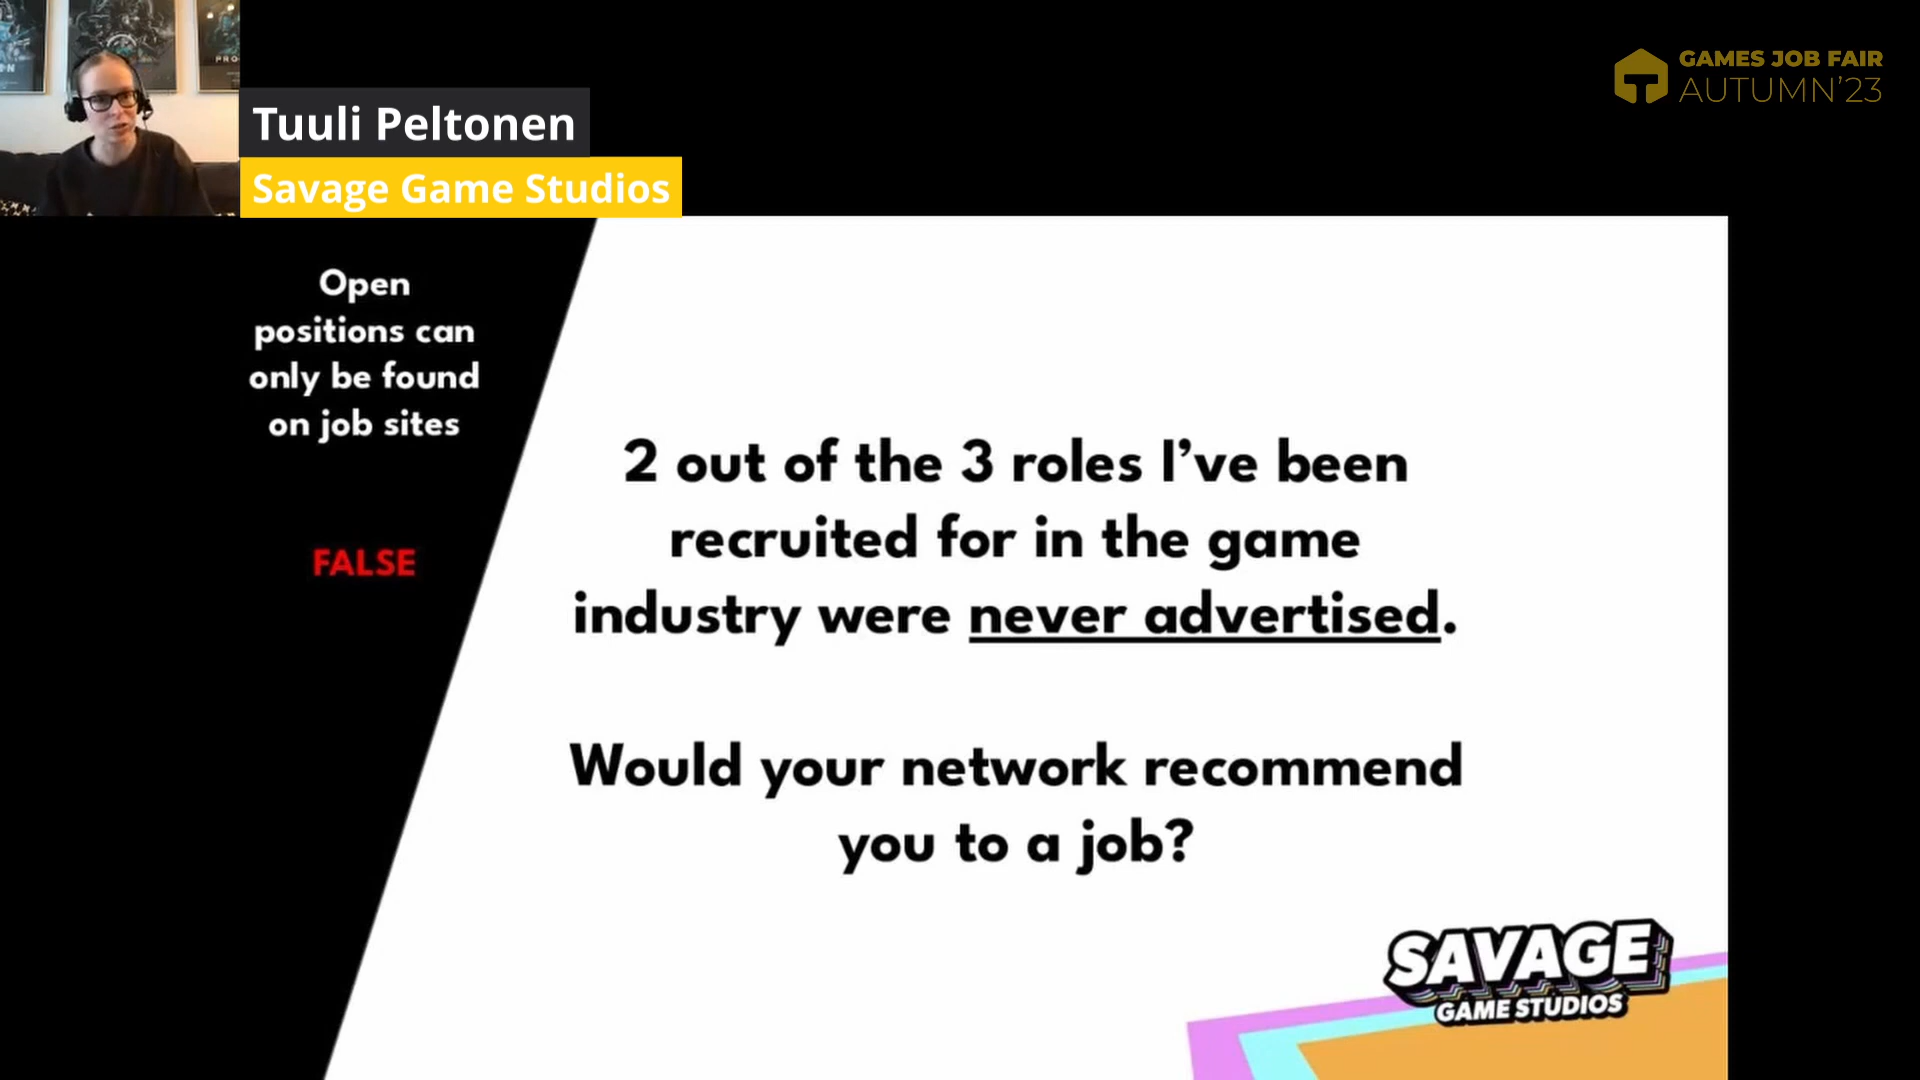 GAMES JOB FAIR
AUTUMN'23
Tuuli Peltonen
Savage Game Studios
Open
positions can
only be found
on job sites
FALSE
2 out of the 3 roles I've been
recruited for in the game
industry were never advertised.
Would your network recommend
you to a job?
SAVAGE
GAME STUDIOS